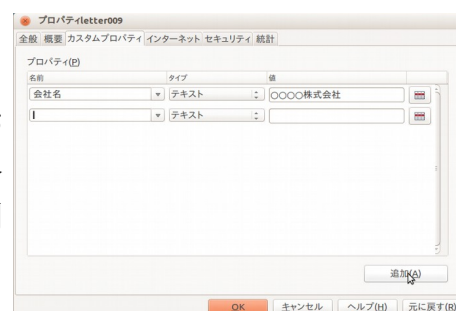 プロパティletter009
全般 概要 カスタムプロパティ インターネット セキュリティ 統計
プロパティ(P)
名前 タイプ 値
会社名 テキスト ○○○○株式会社
テキスト
追加(A)
OK キャンセル ヘルプ(H) 元に戻す(R)